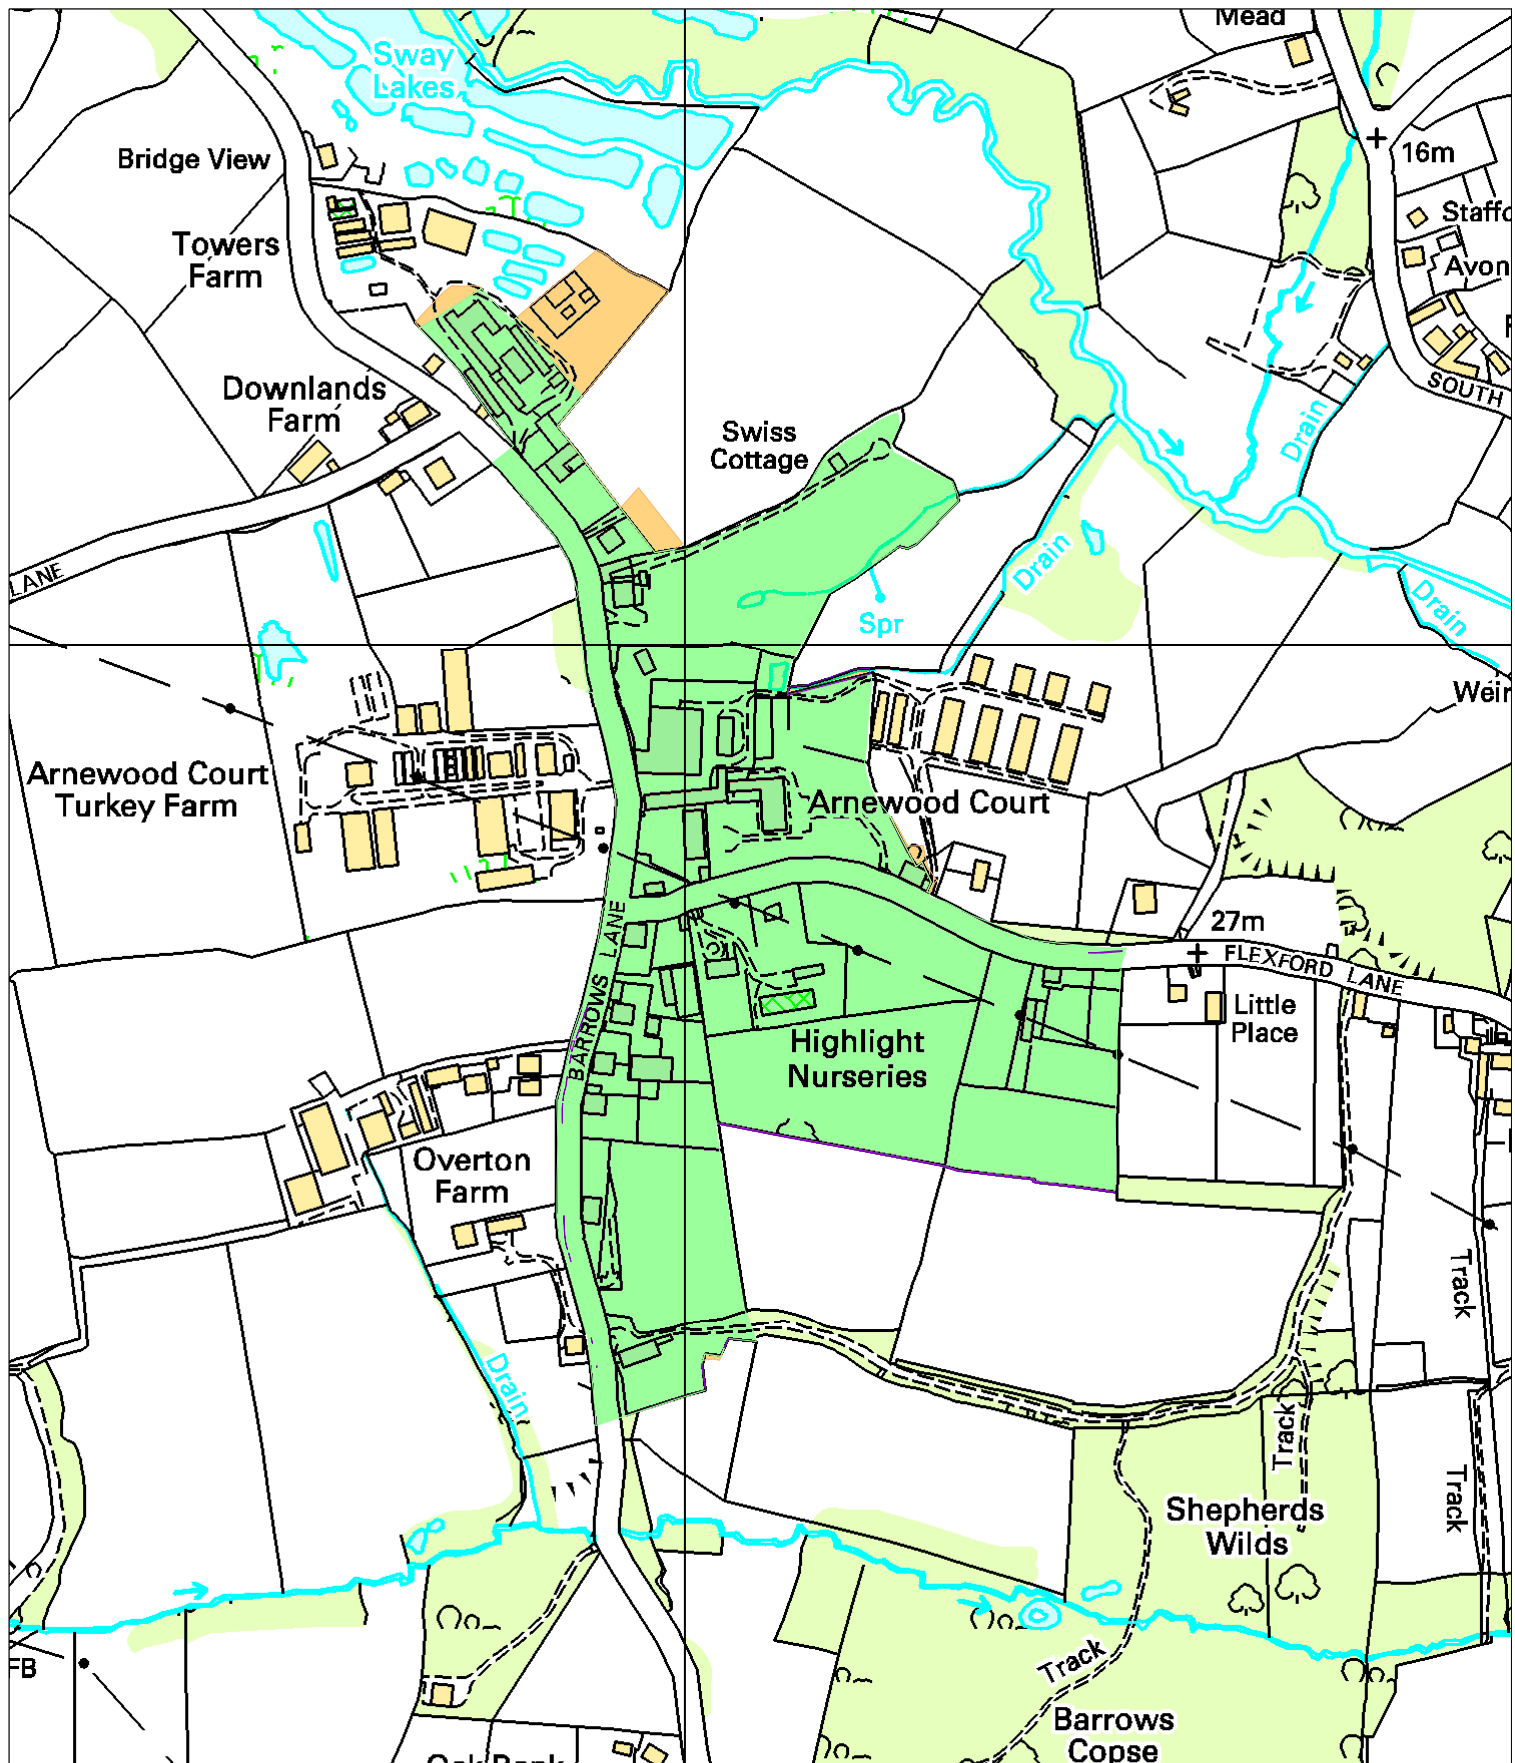 Mead
Sway
Lakes
Bridge View
16m
Towers
Farm
Avon
SOUTH
Downlands
Farm
Drain
Swiss
Cottage
LANE
Drain
Drain
Spr
Weir
Arnewood Court
Turkey Farm
Arnewood Court
27m
BARROWS LANE
FLEXFORD LANE
Little
Place
Highlight
Nurseries
Overton
Farm
Track
Drain
Track
Track
Shepherds
Wilds
FB
Track
Barrows
Copse
Oak Bank